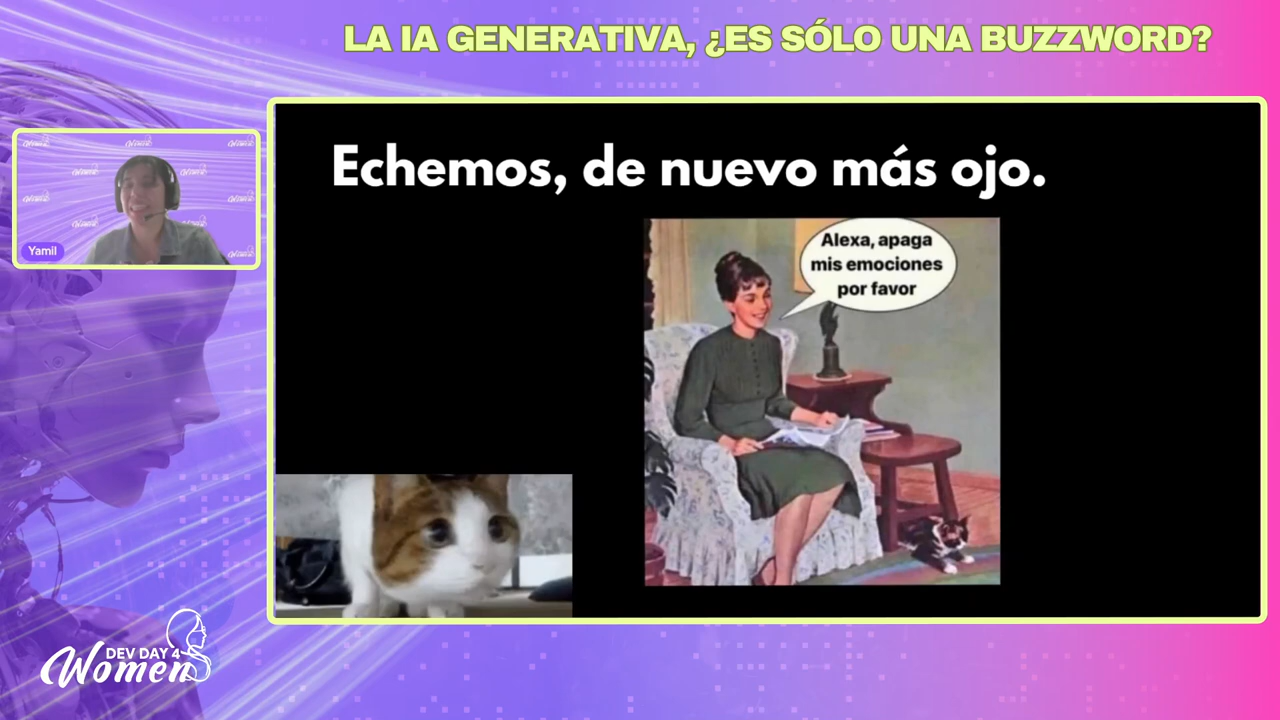 LA IA GENERATIVA, ¿ES SÓLO UNA BUZZWORD?
Echemos, de nuevo más ojo.
Alexa, apaga
mis emociones
por favor
Yamil
DEV DAY 4
Women